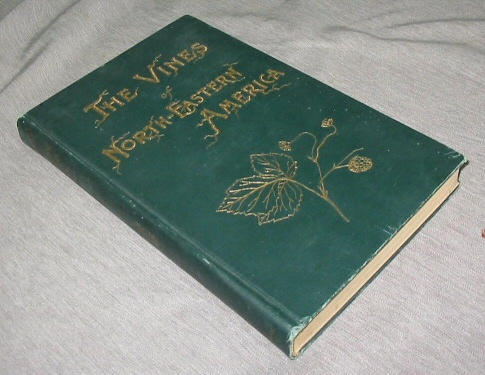 THE VINES
of
NORTH-EASTERN
AMERICA